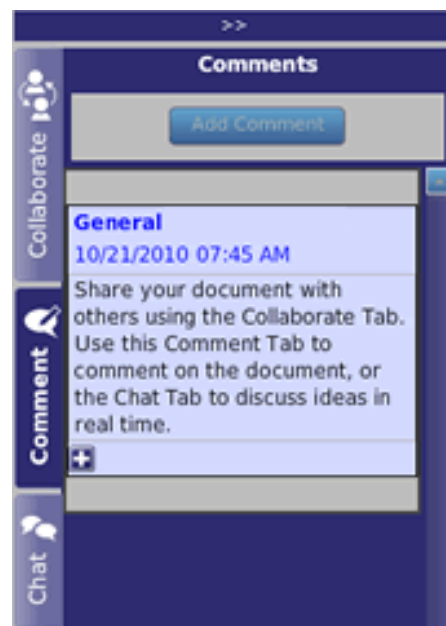 >>
Comments
Add Comment
Collaborate
General
10/21/2010 07:45 AM
Share your document with
others using the Collaborate Tab.
Use this Comment Tab to
comment on the document, or
the Chat Tab to discuss ideas in
real time.
Comment
Chat